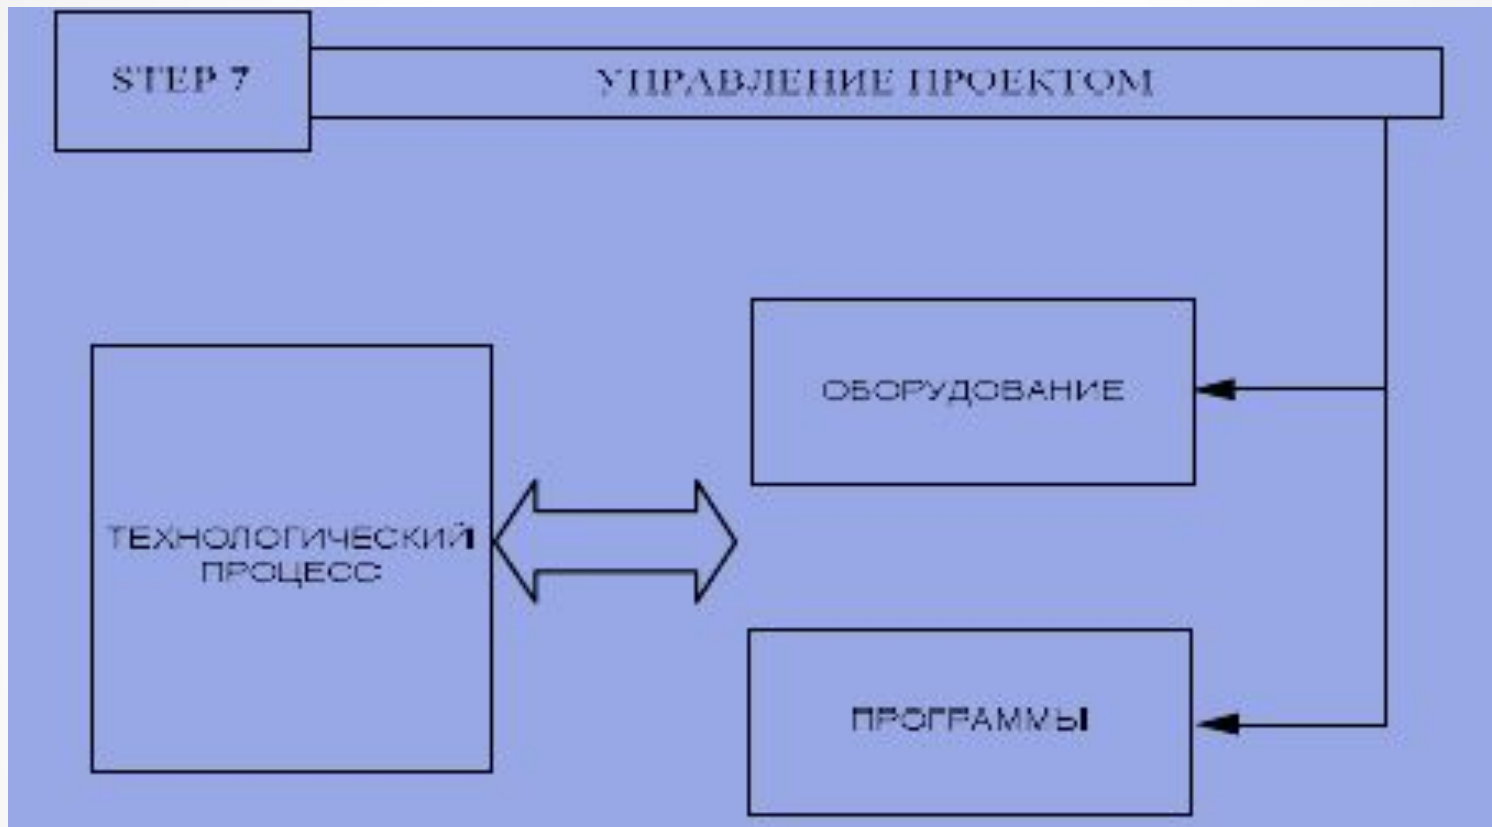 STEP 7
УПРАВЛЕНИЕ ПРОЕКТОМ
ОБОРУДОВАНИЕ
ТЕХНОЛОГИЧЕСКИЙ
ПРОЦЕСС
ПРОГРАММЫ